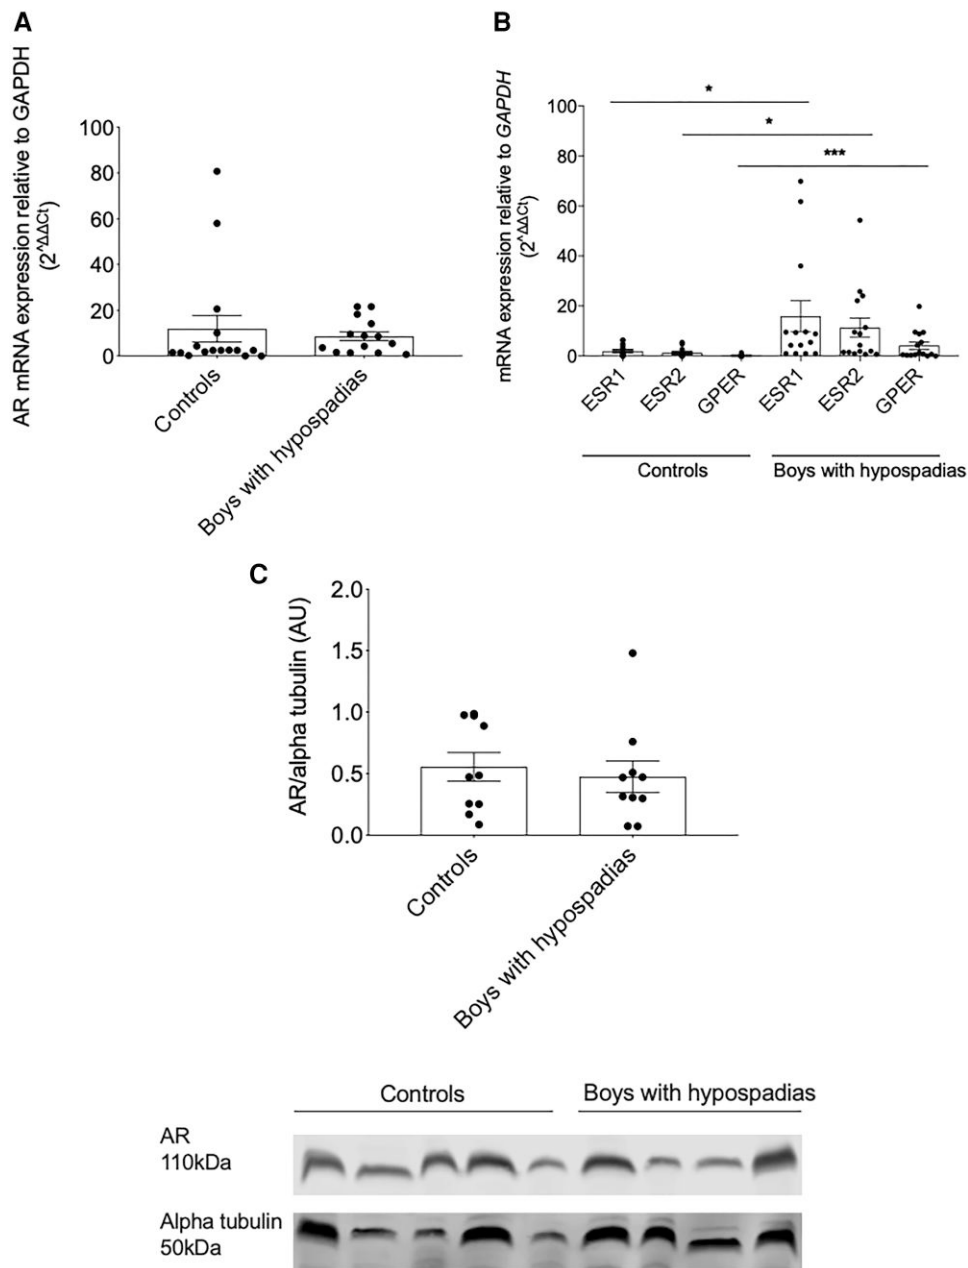 A
AR mRNA expression relative to GAPDH
(2^ΔΔCt)
100
80
60
40
20
0
Controls
Boys with hypospadias
B
mRNA expression relative to GAPDH
(2^ΔΔCt)
100
80
60
40
20
0
*
*
***
ESR1
ESR2
GPER
ESR1
ESR2
GPER
Controls
Boys with hypospadias
C
AR/alpha tubulin (AU)
2.0
1.5
1.0
0.5
0.0
Controls
Boys with hypospadias
Controls
Boys with hypospadias
AR
110kDa
Alpha tubulin
50kDa